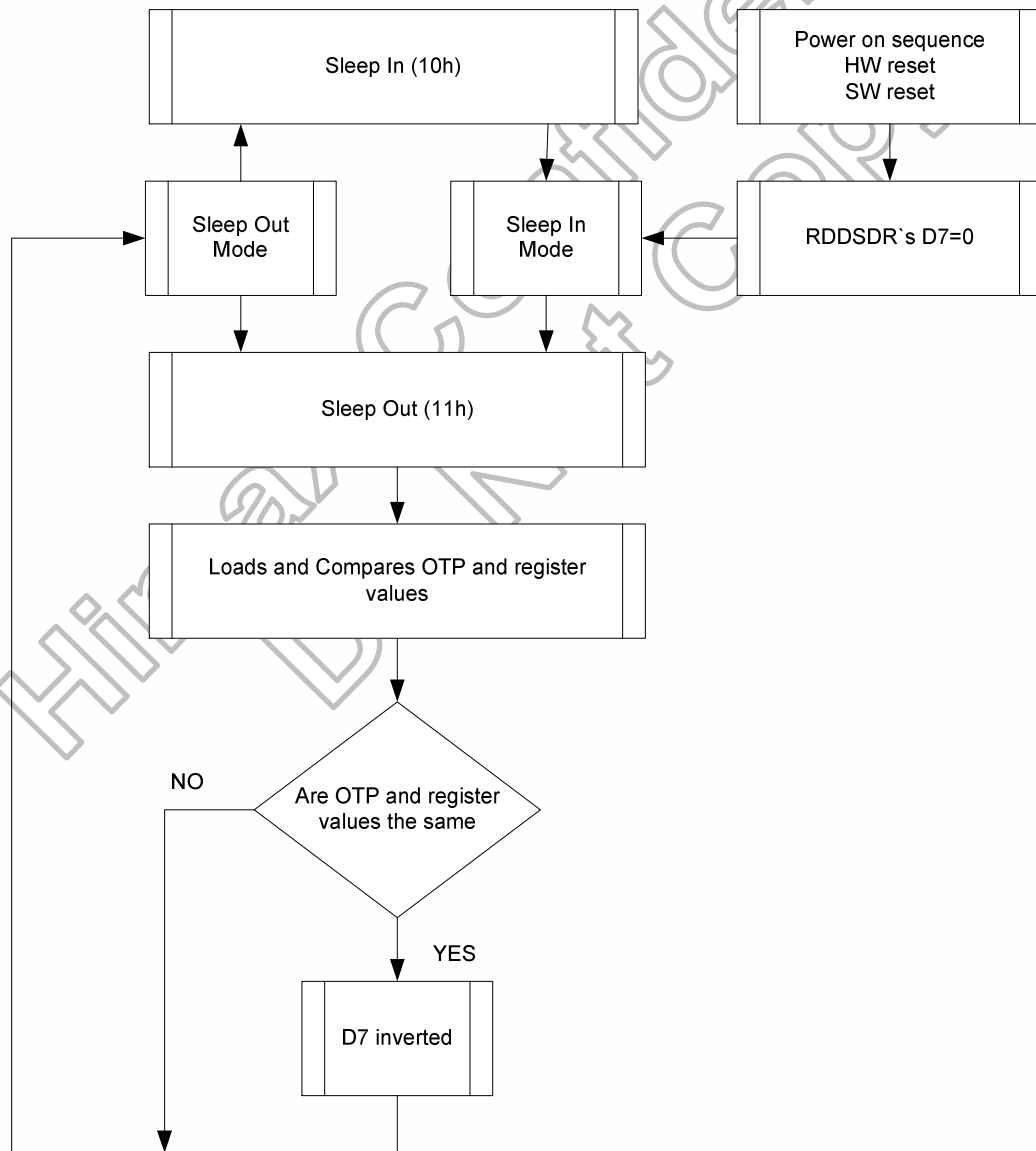 Sleep In (10h)
Power on sequence
HW reset
SW reset
Sleep Out
Mode
Sleep In
Mode
RDDSDR`s D7=0
Sleep Out (11h)
Loads and Compares OTP and register
values
Are OTP and register
values the same
NO
YES
D7 inverted